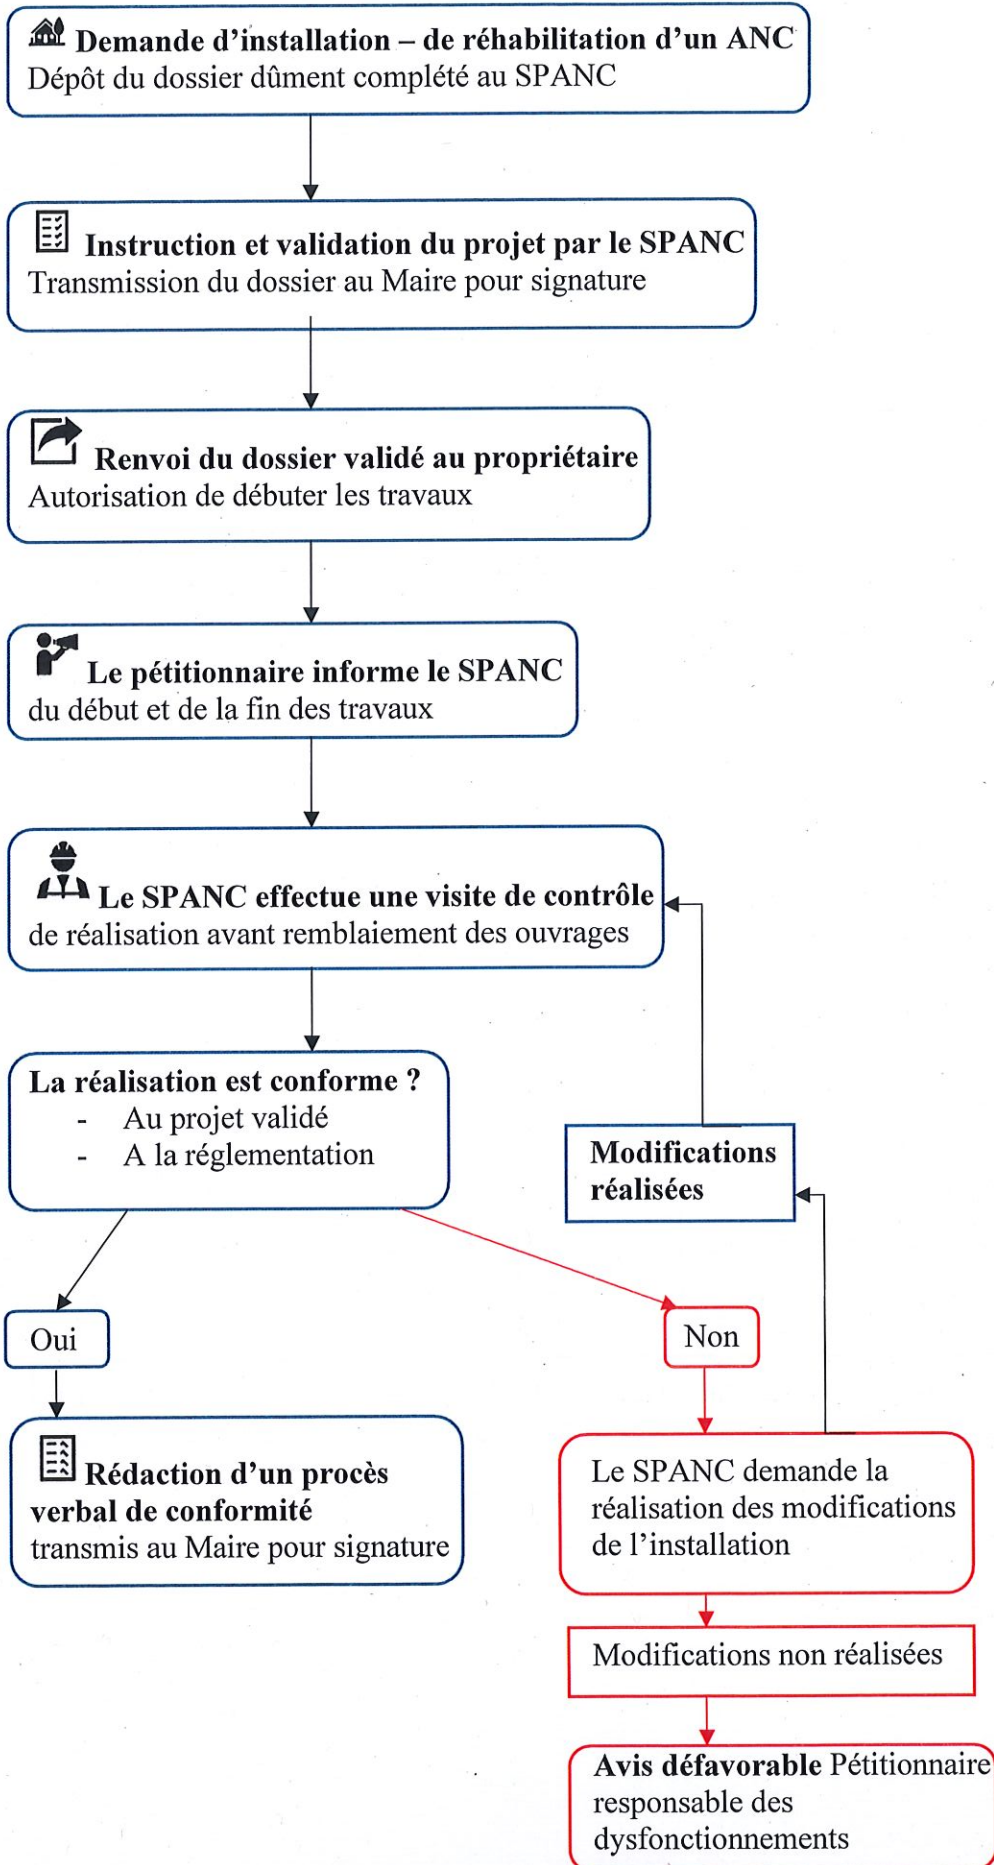 Demande d'installation – de réhabilitation d'un ANC
Dépôt du dossier dûment complété au SPANC
Instruction et validation du projet par le SPANC
Transmission du dossier au Maire pour signature
Renvoi du dossier validé au propriétaire
Autorisation de débuter les travaux
Le pétitionnaire informe le SPANC
du début et de la fin des travaux
Le SPANC effectue une visite de contrôle
de réalisation avant remblaiement des ouvrages
La réalisation est conforme ?
- Au projet validé
- A la réglementation
Modifications
réalisées
Oui
Non
Rédaction d'un procès
verbal de conformité
transmis au Maire pour signature
Le SPANC demande la
réalisation des modifications
de l'installation
Modifications non réalisées
Avis défavorable Pétitionnaire
responsable des
dysfonctionnements